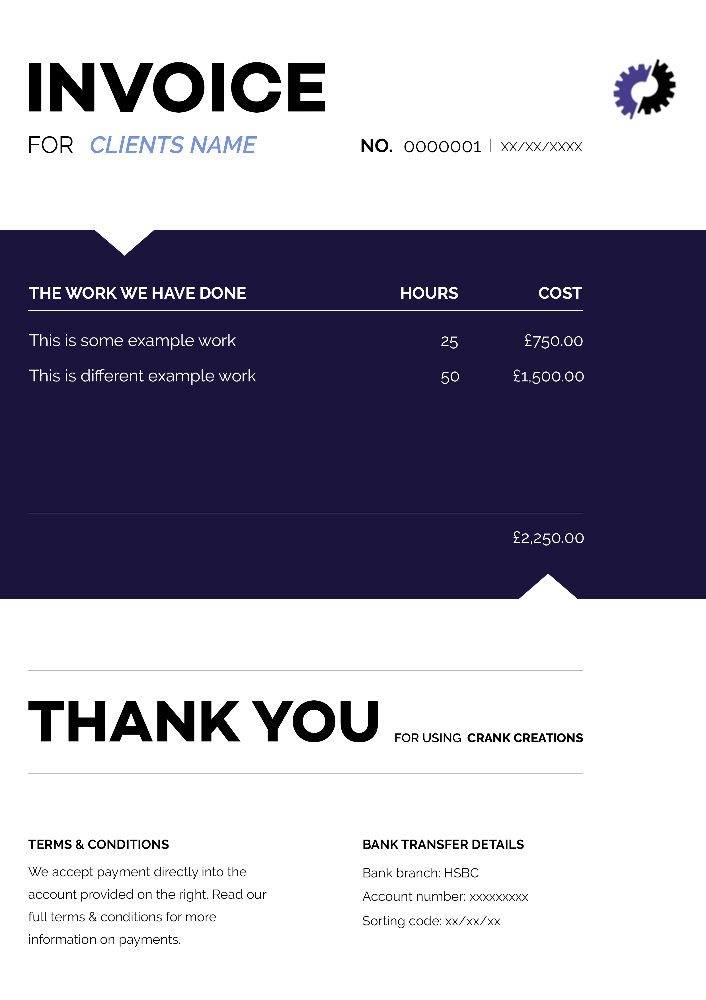 INVOICE
FOR CLIENTS NAME NO. 0000001 | XX/XX/XXXX
THE WORK WE HAVE DONE HOURS COST
This is some example work 25 £750.00
This is different example work 50 £1,500.00
£2,250.00
THANK YOU FOR USING CRANK CREATIONS
TERMS & CONDITIONS
We accept payment directly into the
account provided on the right. Read our
full terms & conditions for more
information on payments.
BANK TRANSFER DETAILS
Bank branch: HSBC
Account number: xxxxxxxxx
Sorting code: xx/xx/xx